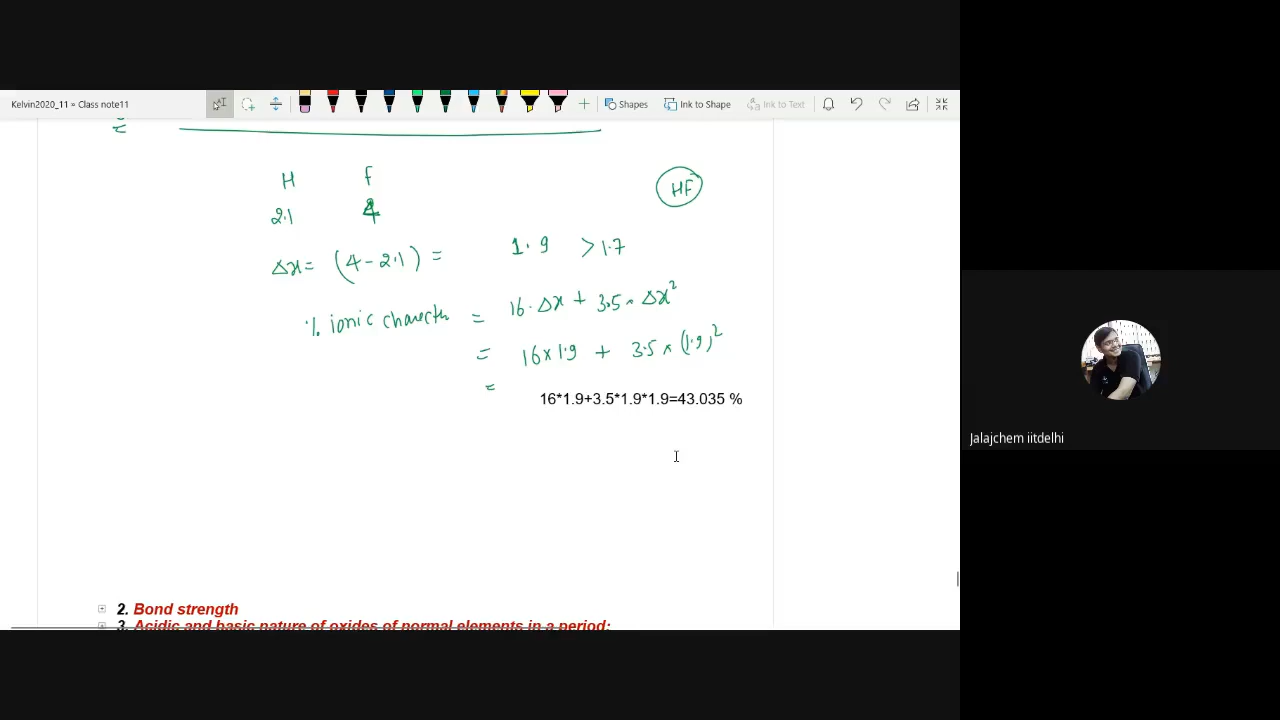 Kelvin2020_11 » Class note11
Shapes
Ink to Shape
Ink to Text
H F
HF
2.1 4
Δx = (4 - 2.1) = 1.9 > 1.7
% ionic character = 16 . Δx + 3.5 × Δx²
= 16 × 1.9 + 3.5 × (1.9)²
=
16*1.9+3.5*1.9*1.9=43.035 %
Jalajchem iitdelhi
2. Bond strength
3. Acidic and basic nature of oxides of normal elements in a period: